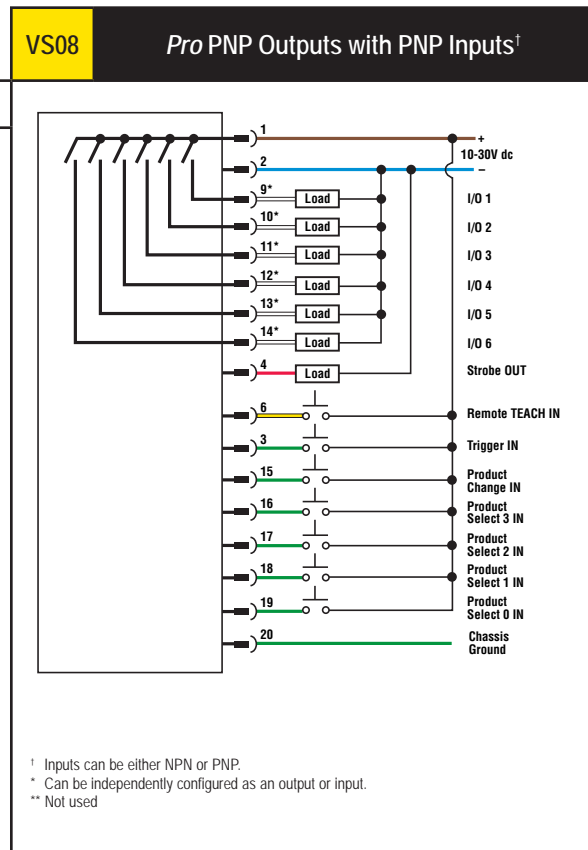 VS08
Pro PNP Outputs with PNP Inputs†
1
+
10-30V dc
2
–
9*
Load
I/O 1
10*
Load
I/O 2
11*
Load
I/O 3
12*
Load
I/O 4
13*
Load
I/O 5
14*
Load
I/O 6
4
Load
Strobe OUT
6
Remote TEACH IN
3
Trigger IN
15
Product
Change IN
16
Product
Select 3 IN
17
Product
Select 2 IN
18
Product
Select 1 IN
19
Product
Select 0 IN
20
Chassis
Ground
† Inputs can be either NPN or PNP.
* Can be independently configured as an output or input.
** Not used